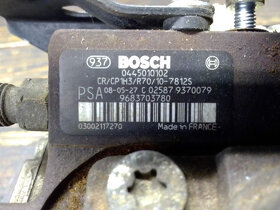 937 BOSCH
0445010102
CR/CP1H3/R70/10-7812S
PSA 08-05-27 C 02587 9370079
9683703780
03002117270 Made in FRANCE